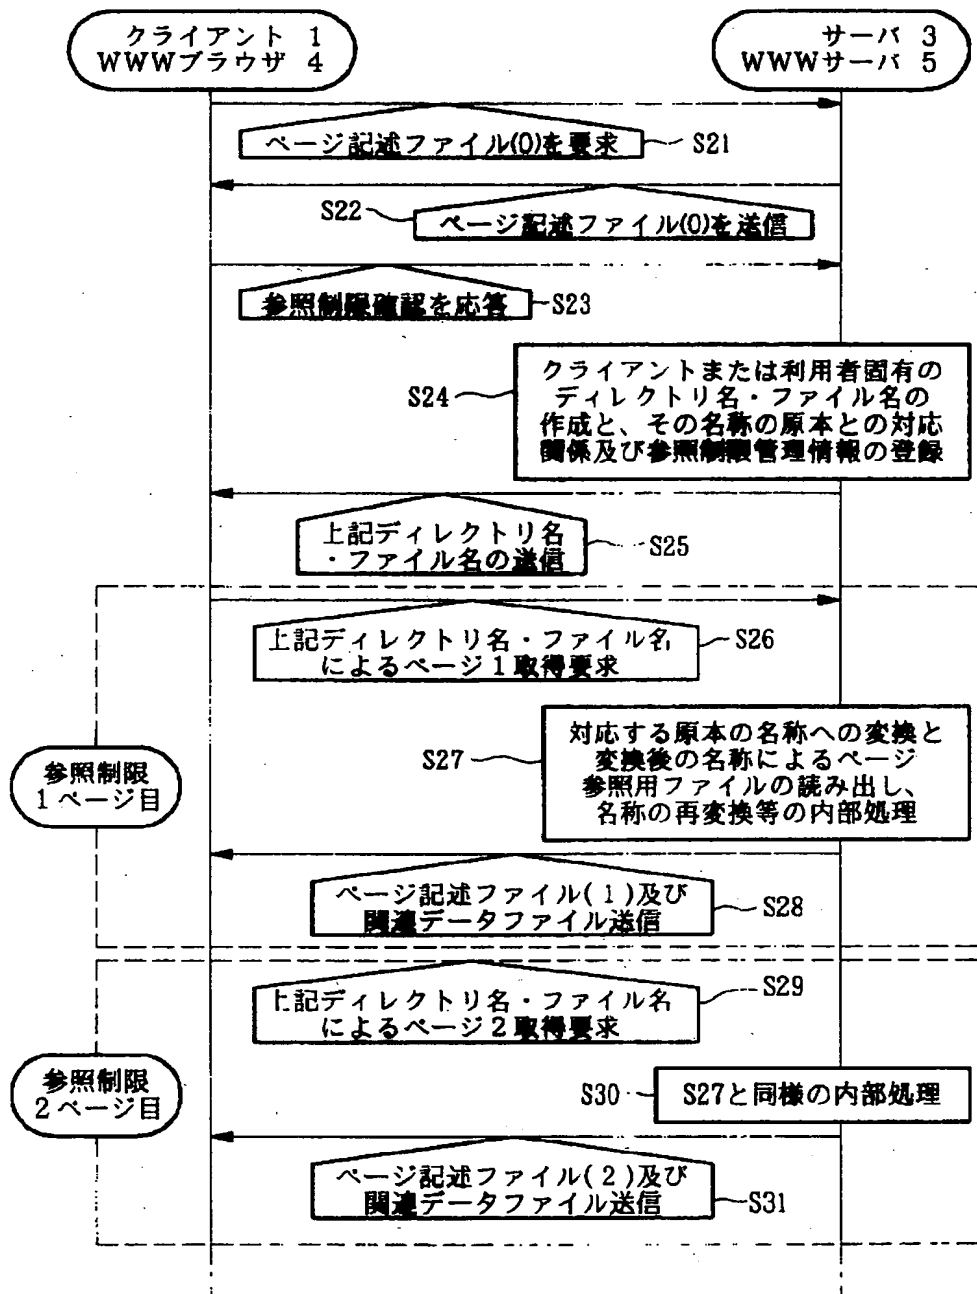 クライアント 1
WWWブラウザ 4
サーバ 3
WWWサーバ 5
ページ記述ファイル(0)を要求
S21
S22
ページ記述ファイル(0)を送信
参照制限確認を応答
S23
S24
クライアントまたは利用者固有の
ディレクトリ名・ファイル名の
作成と、その名称の原本との対応
関係及び参照制限管理情報の登録
上記ディレクトリ名
・ファイル名の送信
S25
上記ディレクトリ名・ファイル名
によるページ1取得要求
S26
参照制限
1ページ目
S27
対応する原本の名称への変換と
変換後の名称によるページ
参照用ファイルの読み出し、
名称の再変換等の内部処理
ページ記述ファイル(1)及び
関連データファイル送信
S28
上記ディレクトリ名・ファイル名
によるページ2取得要求
S29
参照制限
2ページ目
S30
S27と同様の内部処理
ページ記述ファイル(2)及び
関連データファイル送信
S31